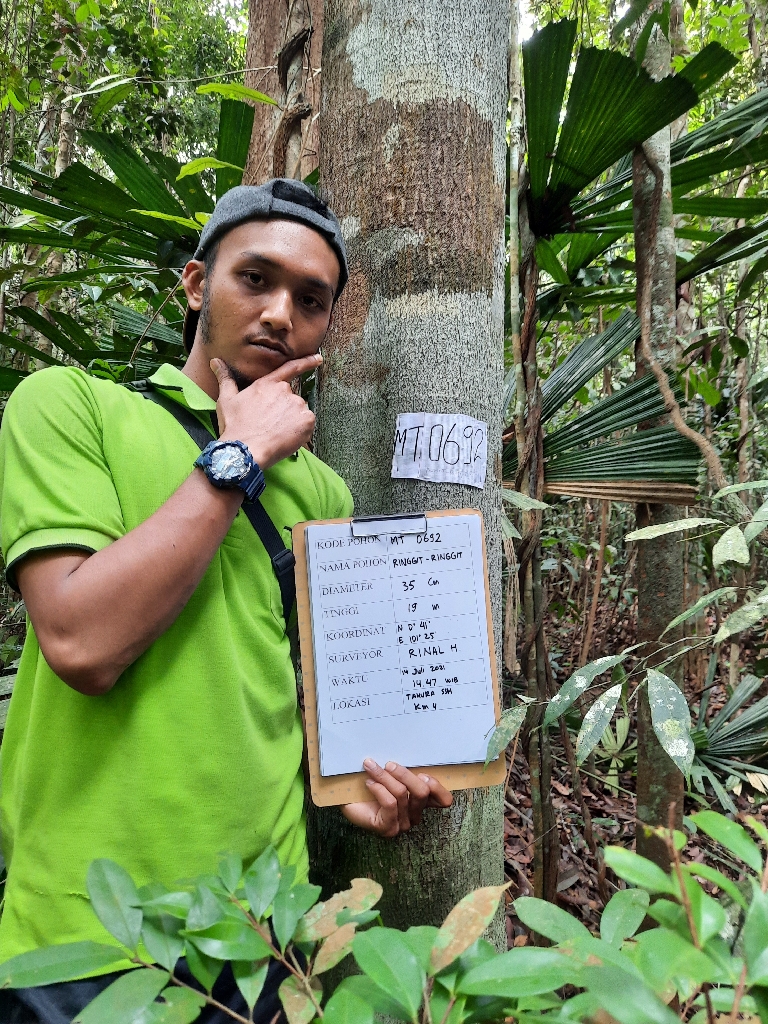 MT 0692
KODE POHON MT 0692
NAMA POHON RINGGIT-RINGGIT
DIAMETER 35 Cm
TINGGI 19 m
KOORDINAT N 0° 41'
E 101° 25
SURVEYOR RINAL H
WAKTU 14 Juli 2021
14.47 WIB
LOKASI TAHURA SSH
Km 4